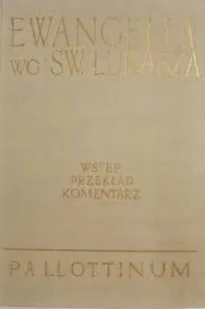 EWANGELIA
WG ŚW. ŁUKASZA
WSTĘP
PRZEKŁAD
KOMENTARZ
PALLOTTINUM